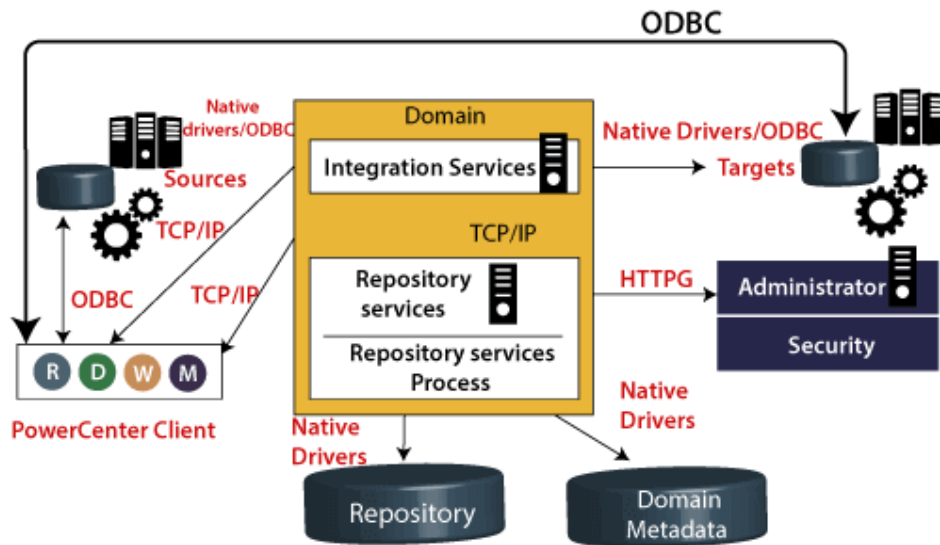 ODBC
Native
drivers/ODBC
Sources
TCP/IP
ODBC
TCP/IP
R D W M
PowerCenter Client
Domain
Integration Services
TCP/IP
Repository
services
Repository services
Process
Native Drivers/ODBC
Targets
HTTPG
Administrator
Security
Native
Drivers
Native
Drivers
Repository
Domain
Metadata